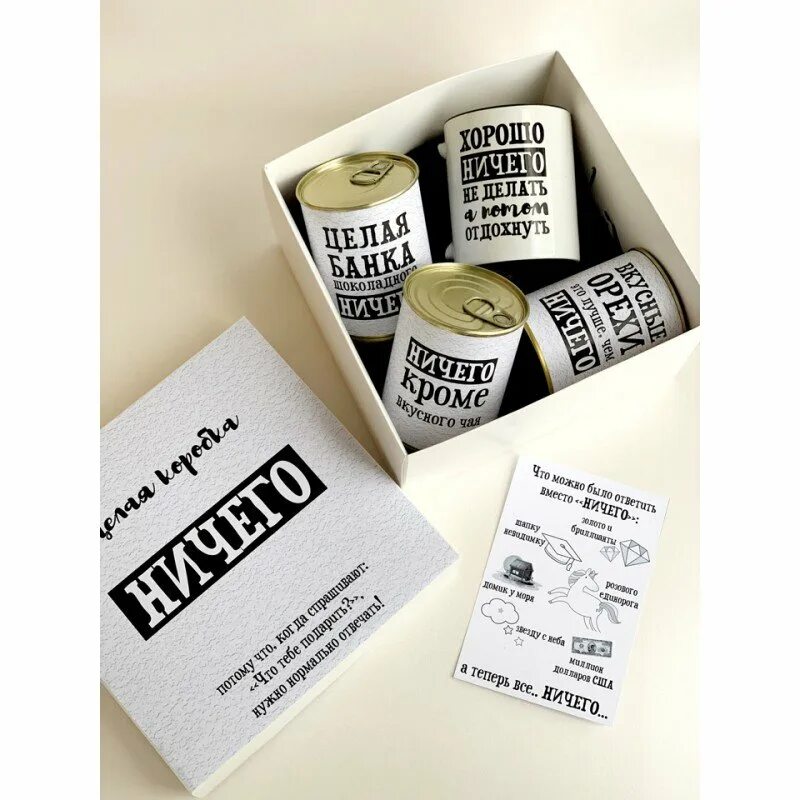 ХОРОШО
НИЧЕГО
НЕ ДЕЛАТЬ
а потом
ОТДОХНУТЬ
ЦЕЛАЯ
БАНКА
шоколадного
НИЧЕГО
НИЧЕГО
кроме
вкусного чая
ВКУСНЫЕ
ОРЕХИ
это лучше, чем
НИЧЕГО
целая коробка
НИЧЕГО
потому что, когда спрашивают:
«Что тебе подарить?»,
нужно нормально отвечать!
Что можно было ответить
вместо «НИЧЕГО»:
шапку
невидимку
золото и
бриллианты
домик у моря
розового
единорога
звезду с неба
миллион
долларов США
а теперь все.. НИЧЕГО...